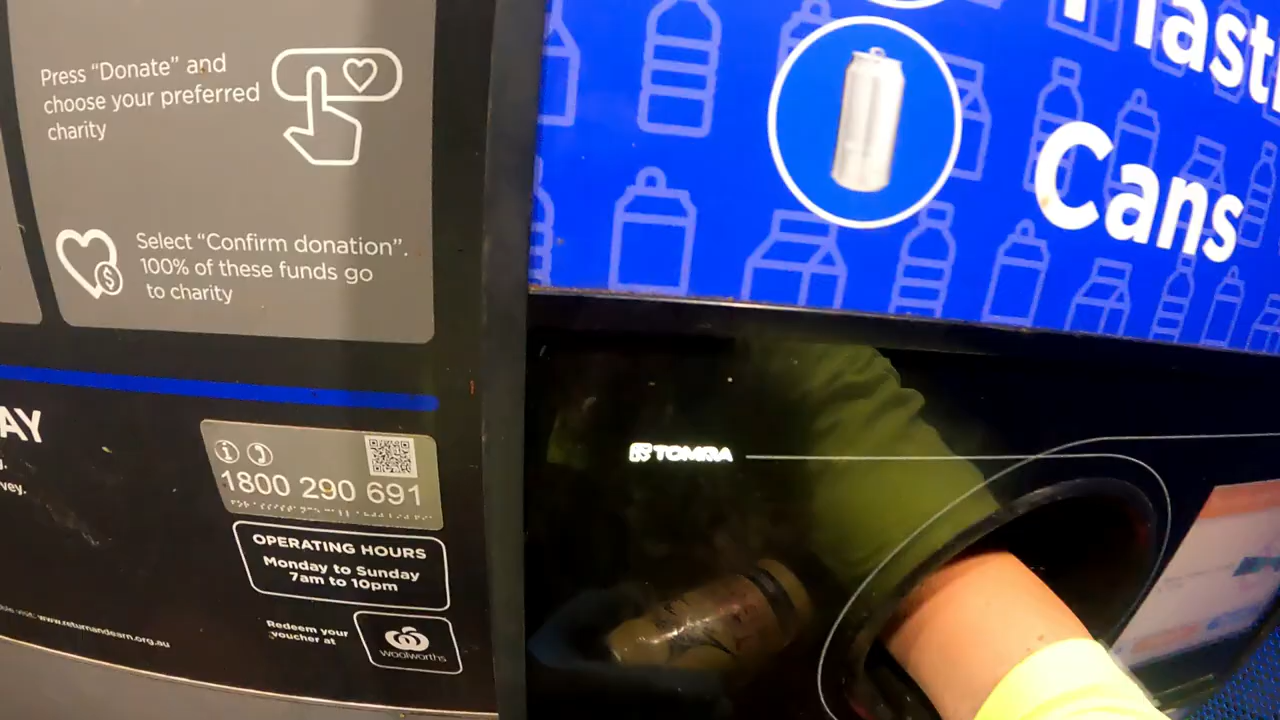 Press “Donate” and
choose your preferred
charity
Select “Confirm donation”.
100% of these funds go
to charity
AY
vey.
1800 290 691
OPERATING HOURS
Monday to Sunday
7am to 10pm
www.returnandearn.org.au
Redeem your
voucher at
woolworths
Plasti
Cans
TOMRA